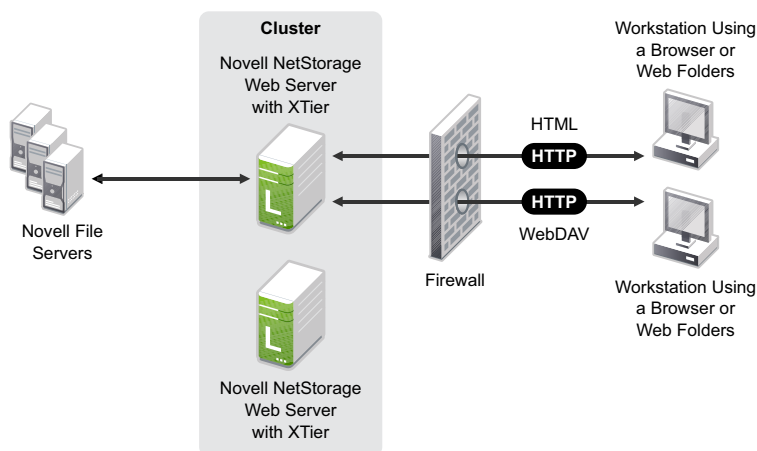 Cluster
Novell NetStorage
Web Server
with XTier
Novell File
Servers
L
L
Novell NetStorage
Web Server
with XTier
Firewall
HTML
HTTP
HTTP
WebDAV
Workstation Using
a Browser or
Web Folders
Workstation Using
a Browser or
Web Folders